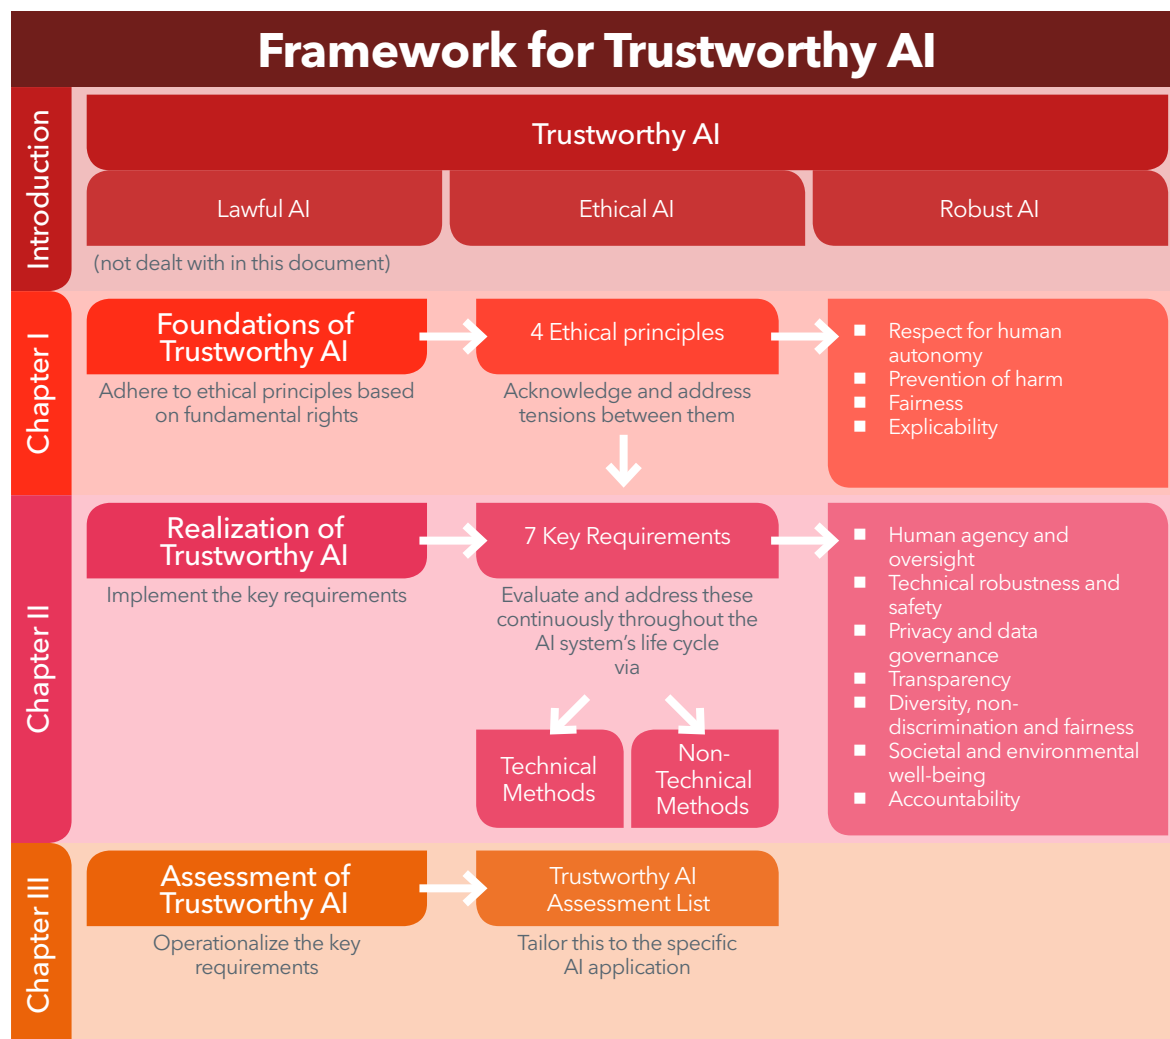 Framework for Trustworthy AI
Introduction
Trustworthy AI
Lawful AI
Ethical AI
Robust AI
(not dealt with in this document)
Chapter I
Foundations of
Trustworthy AI
Adhere to ethical principles based
on fundamental rights
4 Ethical principles
Acknowledge and address
tensions between them
Respect for human
autonomy
Prevention of harm
Fairness
Explicability
Chapter II
Realization of
Trustworthy AI
Implement the key requirements
7 Key Requirements
Evaluate and address these
continuously throughout the
AI system's life cycle
via
Technical
Methods
Non-
Technical
Methods
Human agency and
oversight
Technical robustness and
safety
Privacy and data
governance
Transparency
Diversity, non-
discrimination and fairness
Societal and environmental
well-being
Accountability
Chapter III
Assessment of
Trustworthy AI
Operationalize the key
requirements
Trustworthy AI
Assessment List
Tailor this to the specific
AI application